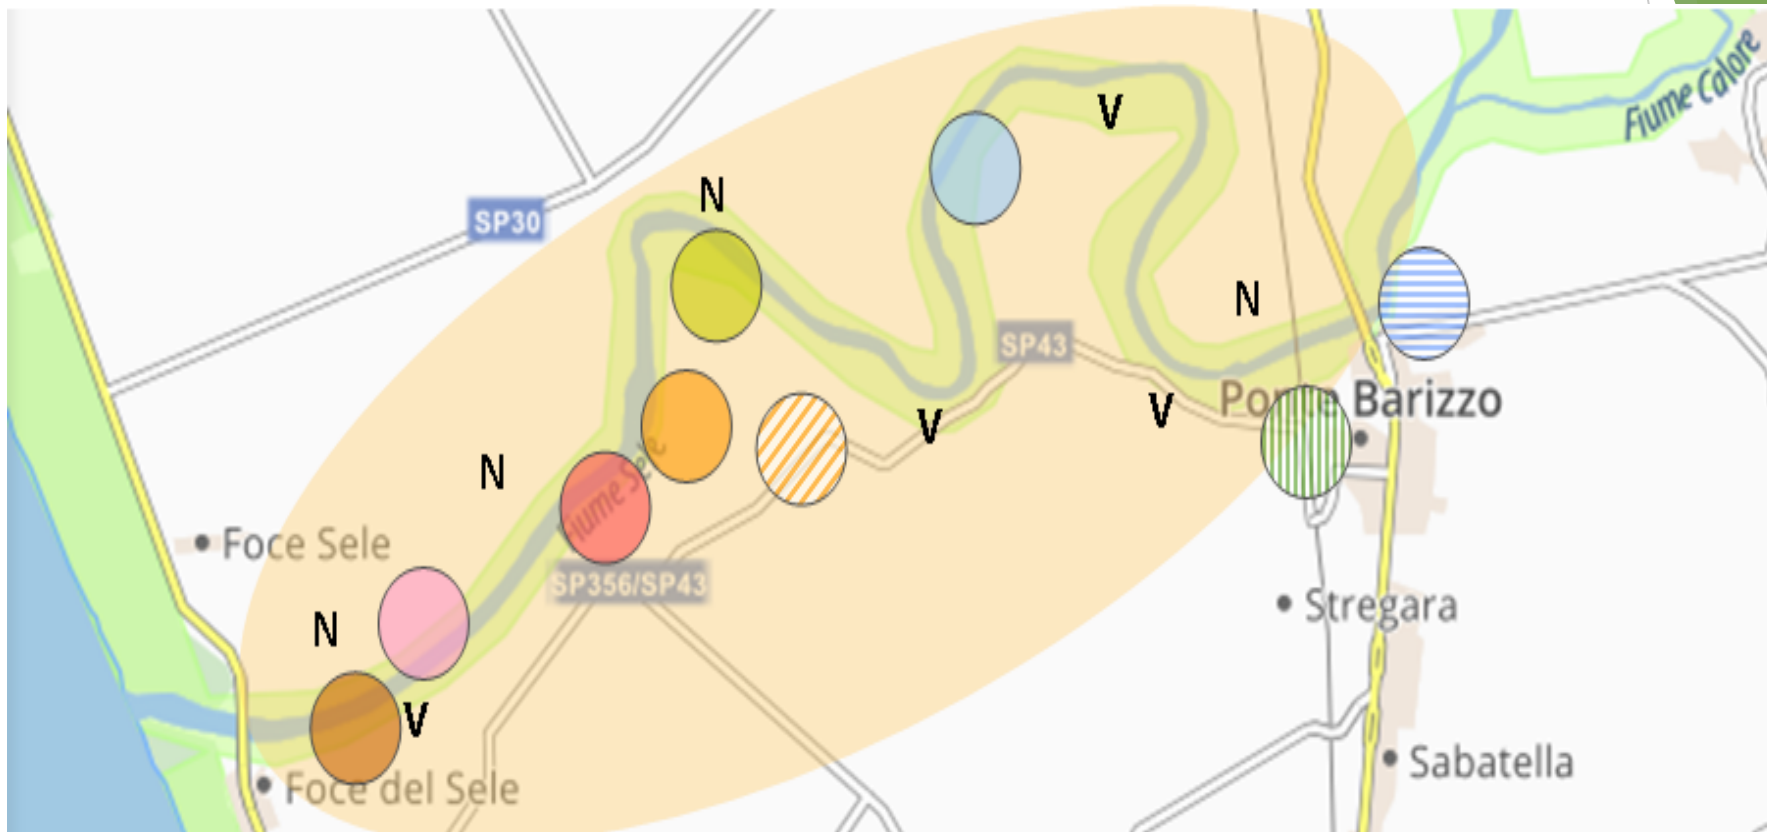 Fiume Calore
V
N
SP30
N
SP43
Ponte Barizzo
V
V
N
Fiume Sele
Foce Sele
SP356/SP43
Stregara
N
V
Foce del Sele
Sabatella